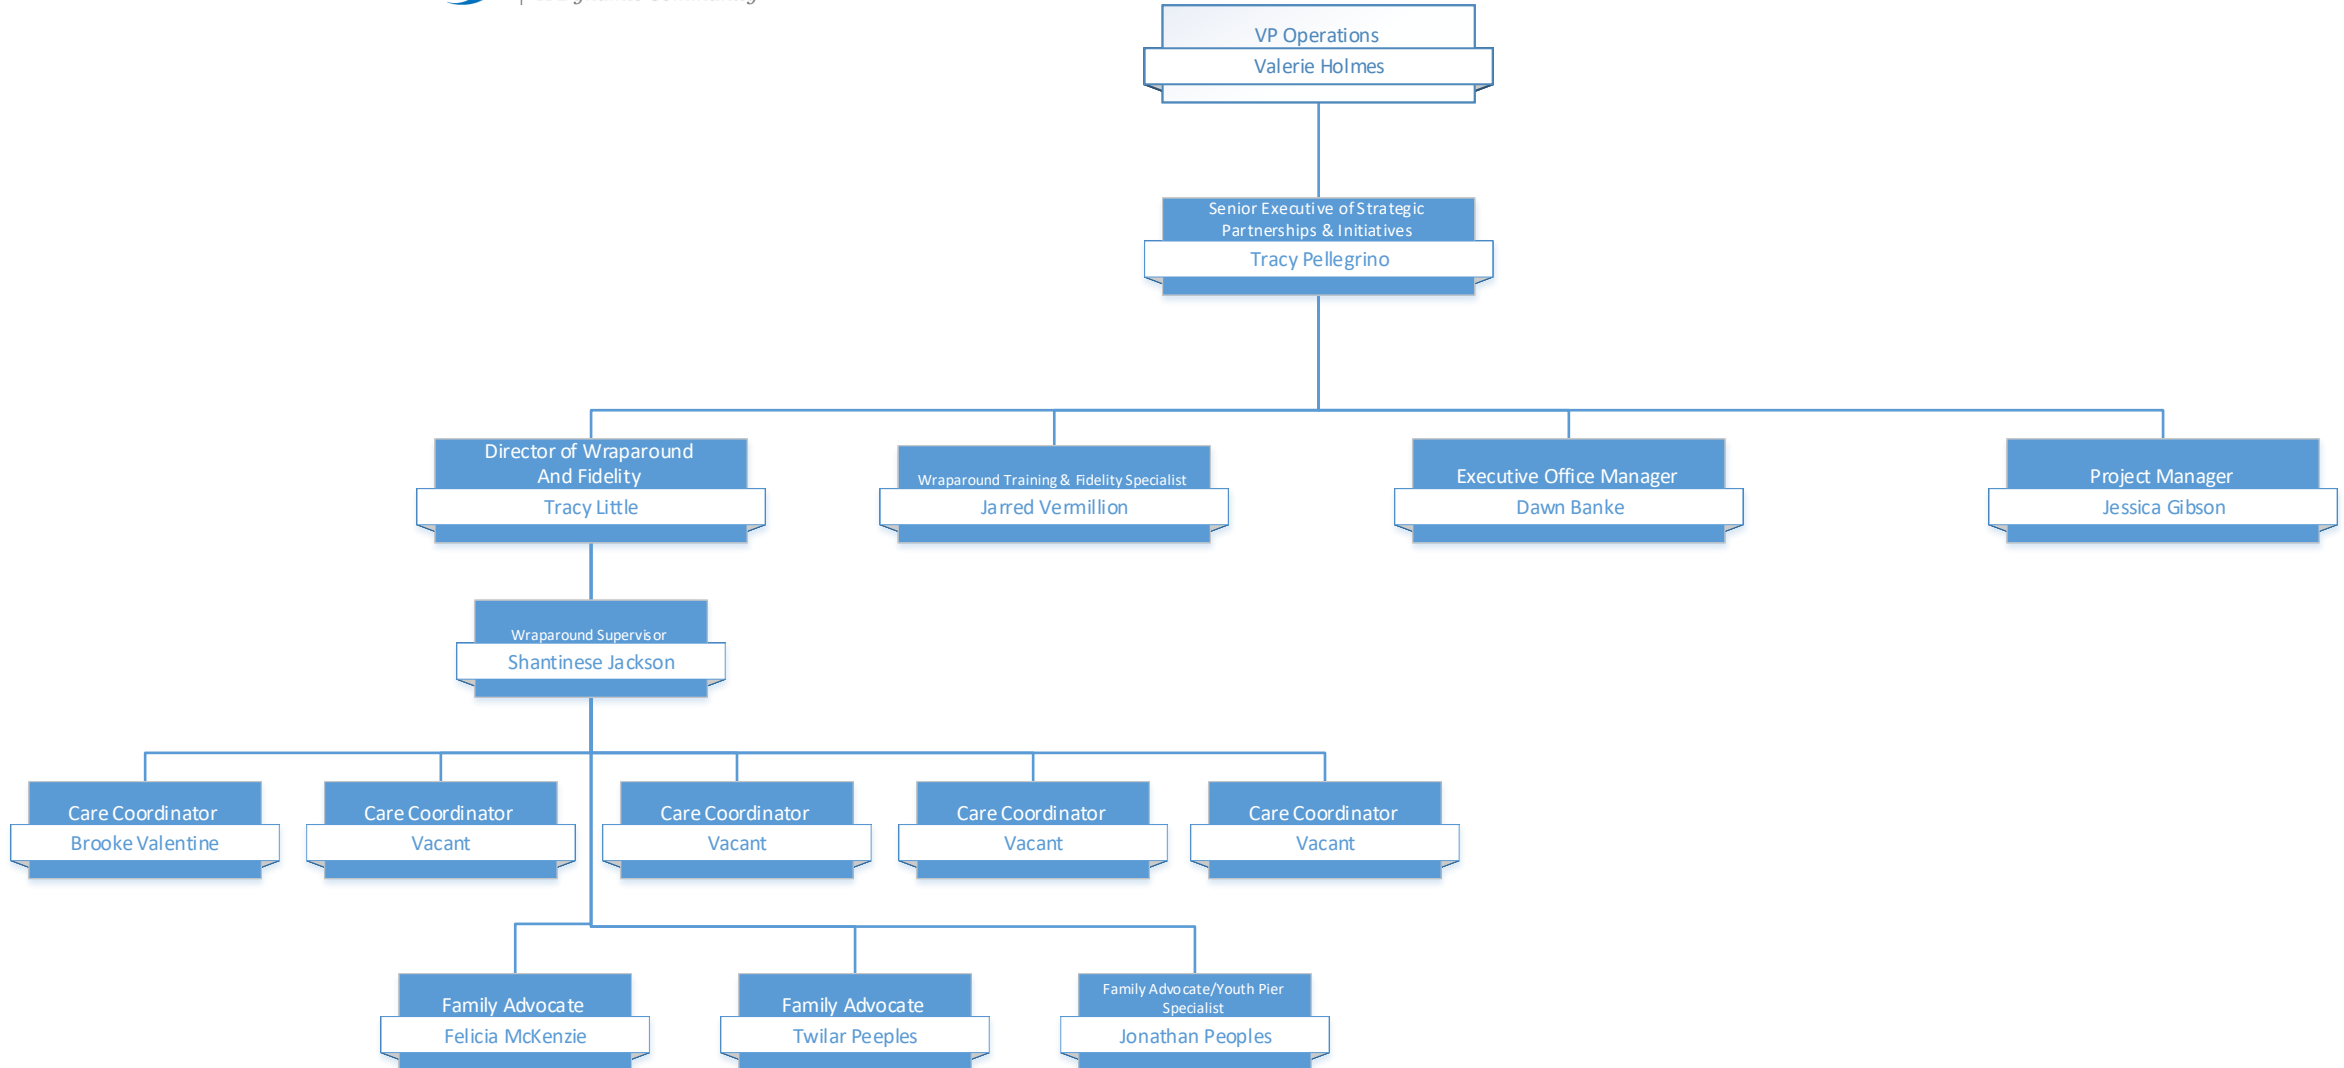 VP Operations
Valerie Holmes
Senior Executive of Strategic
Partnerships & Initiatives
Tracy Pellegrino
Director of Wraparound
And Fidelity
Tracy Little
Wraparound Training & Fidelity Specialist
Jarred Vermillion
Executive Office Manager
Dawn Banke
Project Manager
Jessica Gibson
Wraparound Supervisor
Shantinese Jackson
Care Coordinator
Brooke Valentine
Care Coordinator
Vacant
Care Coordinator
Vacant
Care Coordinator
Vacant
Care Coordinator
Vacant
Family Advocate
Felicia McKenzie
Family Advocate
Twilar Peeples
Family Advocate/Youth Pier
Specialist
Jonathan Peoples